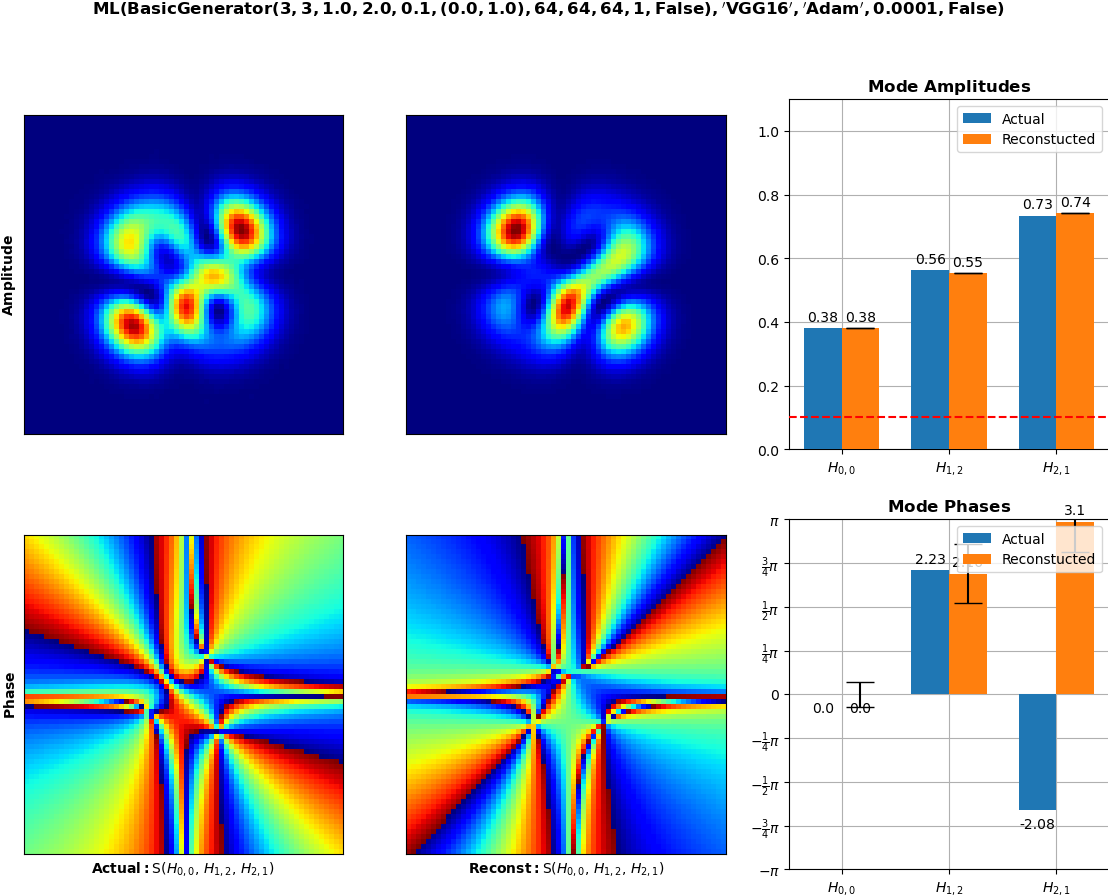 ML(BasicGenerator(3, 3, 1.0, 2.0, 0.1, (0.0, 1.0), 64, 64, 64, 1, False), ′VGG16′, ′Adam′, 0.0001, False)
Amplitude
Mode Amplitudes
Actual
Reconstucted
1.0
0.8
0.6
0.4
0.2
0.0
0.38 0.38
0.56 0.55
0.73 0.74
H0,0 H1,2 H2,1
Phase
Actual: S(H0,0, H1,2, H2,1)
Reconst: S(H0,0, H1,2, H2,1)
Mode Phases
Actual
Reconstucted
π
3/4π
1/2π
1/4π
0
−1/4π
−1/2π
−3/4π
−π
0.0 0.0
2.23
-2.08
3.1
H0,0 H1,2 H2,1